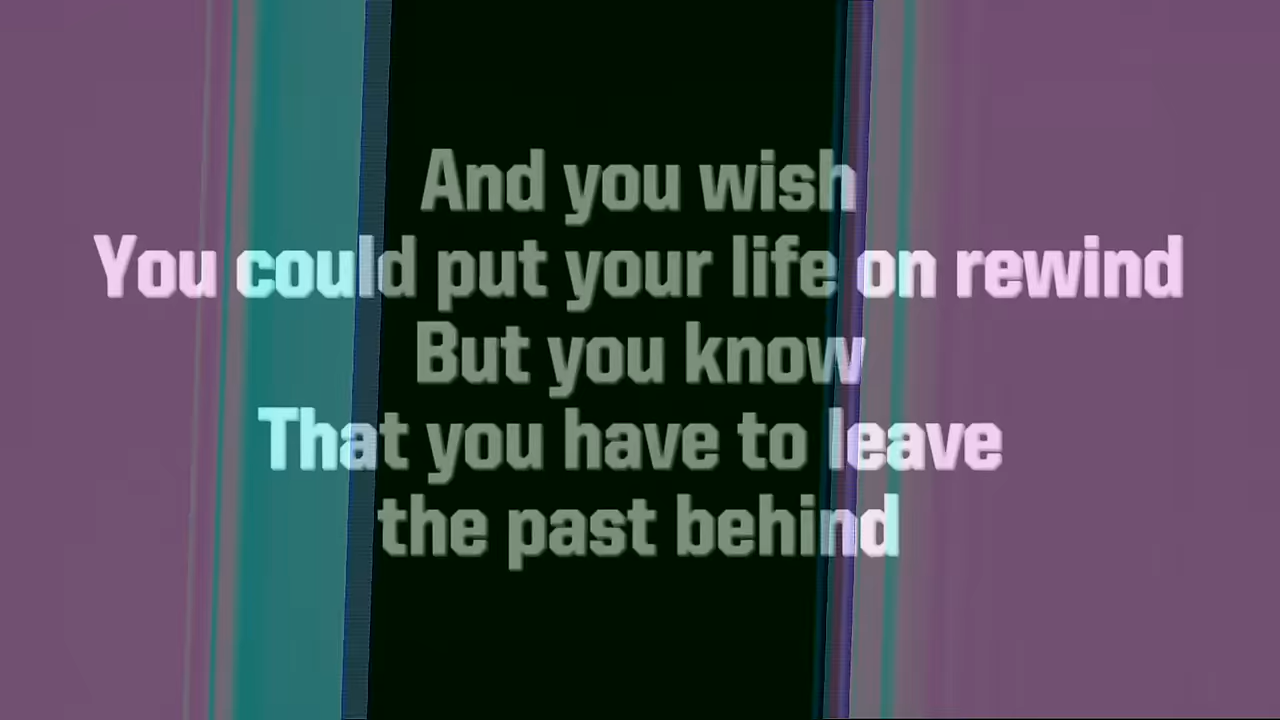 And you wish
You could put your life on rewind
But you know
That you have to leave
the past behind